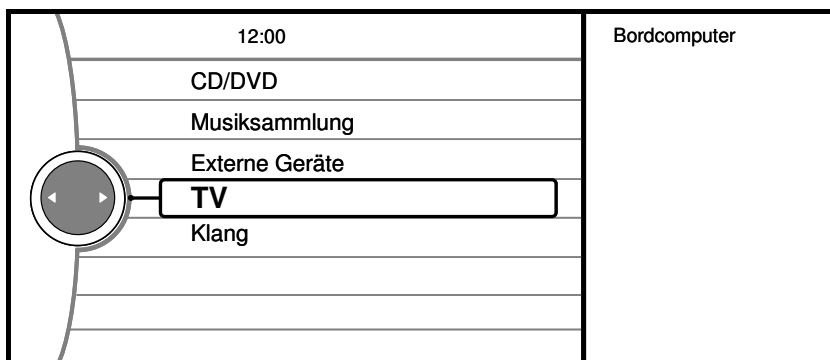 12:00
CD/DVD
Musiksammlung
Externe Geräte
TV
Klang
Bordcomputer